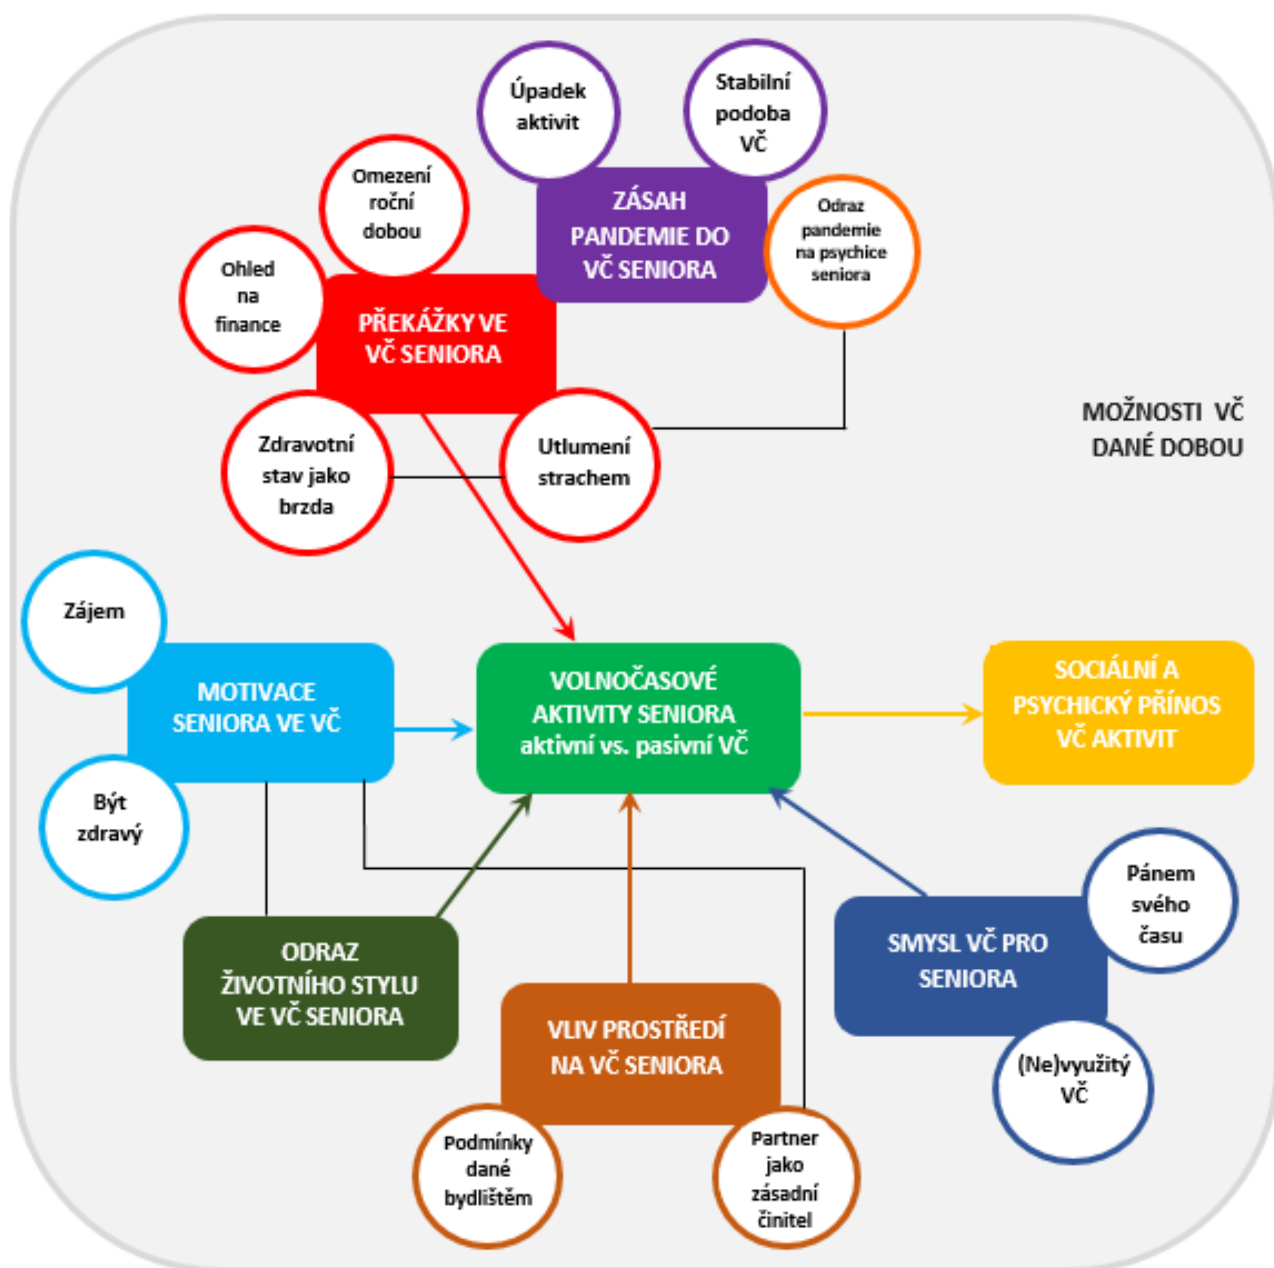 Úpadek
aktivit
Stabilní
podoba
VČ
Omezení
roční
dobou
ZÁSAH
PANDEMIE DO
VČ SENIORA
Odraz
pandemie
na psychice
seniora
Ohled
na
finance
PŘEKÁŽKY VE
VČ SENIORA
MOŽNOSTI VČ
DANÉ DOBOU
Zdravotní
stav jako
brzda
Utlumení
strachem
Zájem
MOTIVACE
SENIORA VE VČ
VOLNOČASOVÉ
AKTIVITY SENIORA
aktivní vs. pasivní VČ
SOCIÁLNÍ A
PSYCHICKÝ PŘÍNOS
VČ AKTIVIT
Být
zdravý
Pánem
svého
času
ODRAZ
ŽIVOTNÍHO STYLU
VE VČ SENIORA
SMYSL VČ PRO
SENIORA
VLIV PROSTŘEDÍ
NA VČ SENIORA
(Ne)využitý
VČ
Podmínky
dané
bydlištěm
Partner
jako
zásadní
činitel